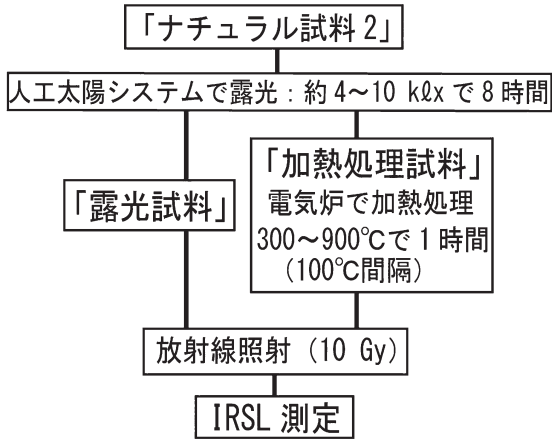 「ナチュラル試料2」
人工太陽システムで露光：約4～10 kℓxで8時間
「露光試料」
「加熱処理試料」
電気炉で加熱処理
300～900℃で1時間
（100℃間隔）
放射線照射（10 Gy）
IRSL 測定